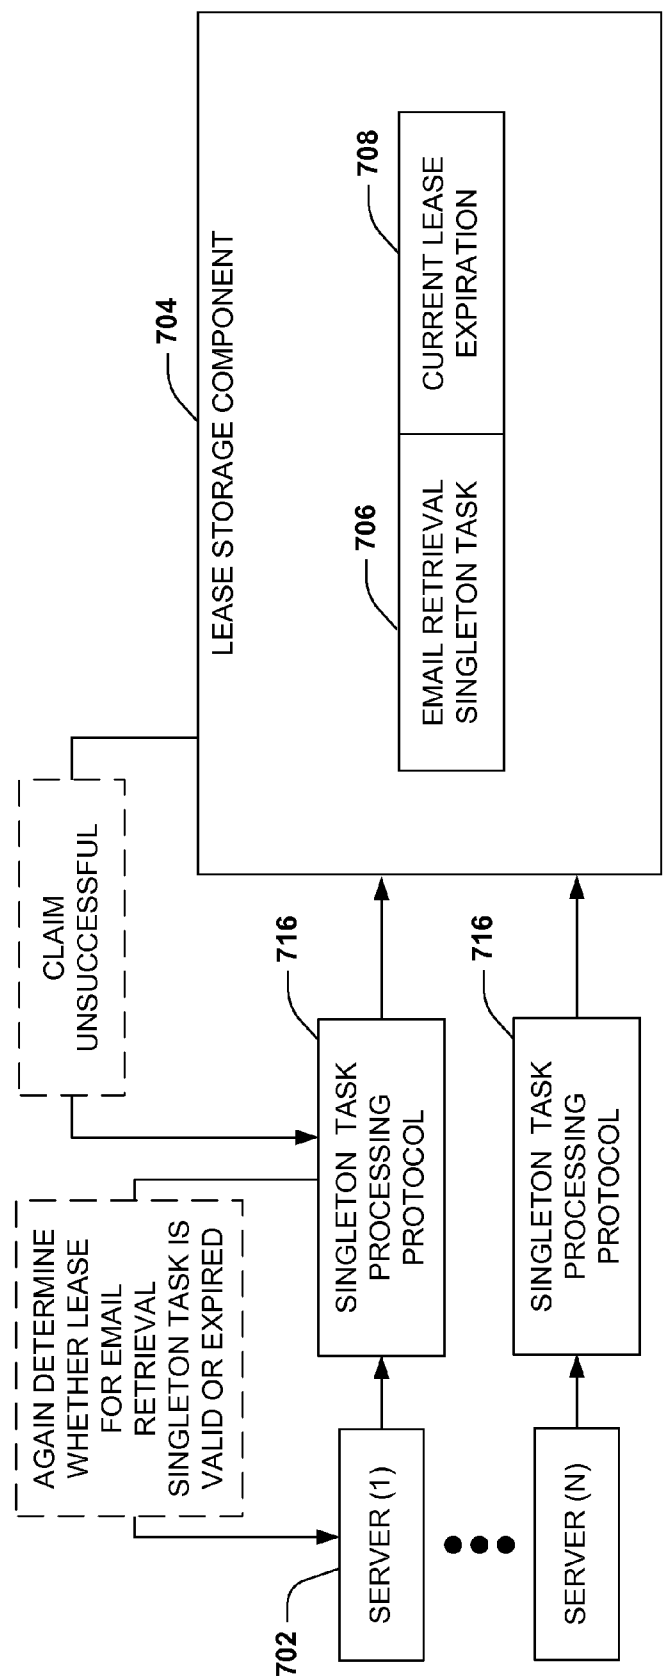 AGAIN DETERMINE
WHETHER LEASE
FOR EMAIL
RETRIEVAL
SINGLETON TASK IS
VALID OR EXPIRED
CLAIM
UNSUCCESSFUL
704
LEASE STORAGE COMPONENT
702
SERVER (1)
716
SINGLETON TASK
PROCESSING
PROTOCOL
706
EMAIL RETRIEVAL
SINGLETON TASK
708
CURRENT LEASE
EXPIRATION
SERVER (N)
716
SINGLETON TASK
PROCESSING
PROTOCOL